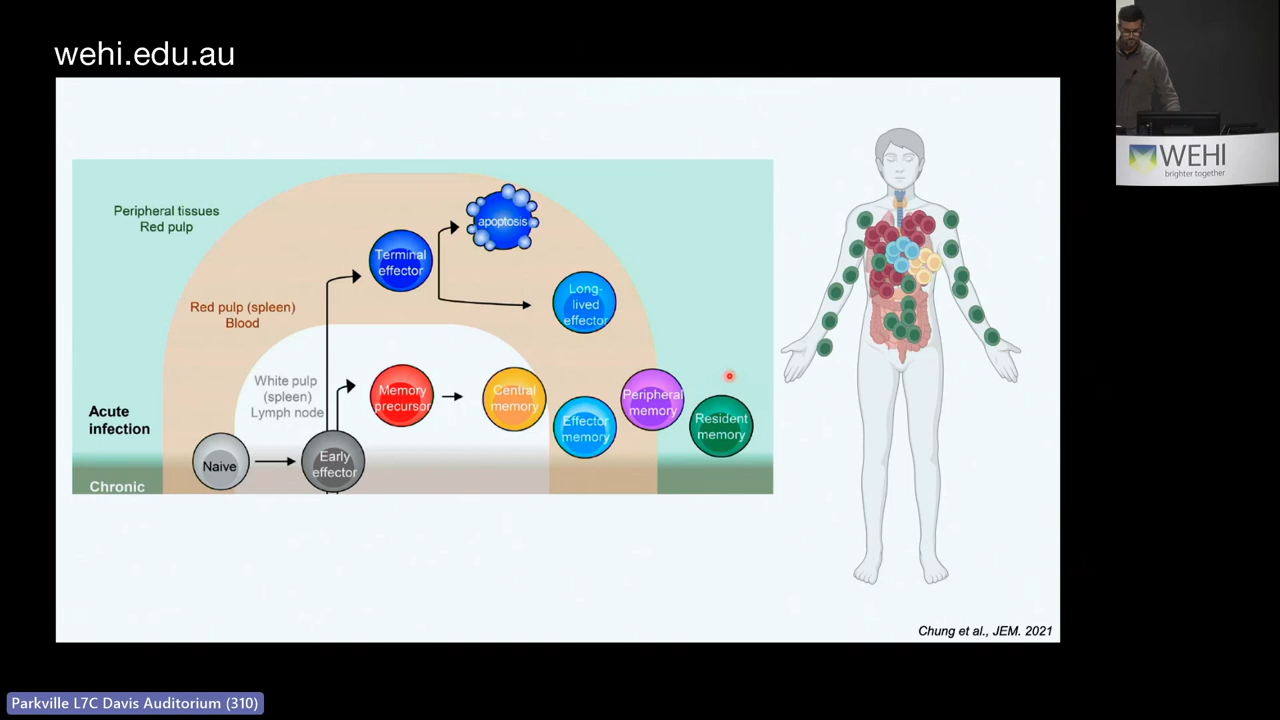 wehi.edu.au
WEHI
brighter together
Peripheral tissues
Red pulp
apoptosis
Terminal
effector
Long-
lived
effector
Red pulp (spleen)
Blood
White pulp
(spleen)
Lymph node
Memory
precursor
Central
memory
Effector
memory
Peripheral
memory
Resident
memory
Acute
infection
Naive
Early
effector
Chronic
Chung et al., JEM. 2021
Parkville L7C Davis Auditorium (310)